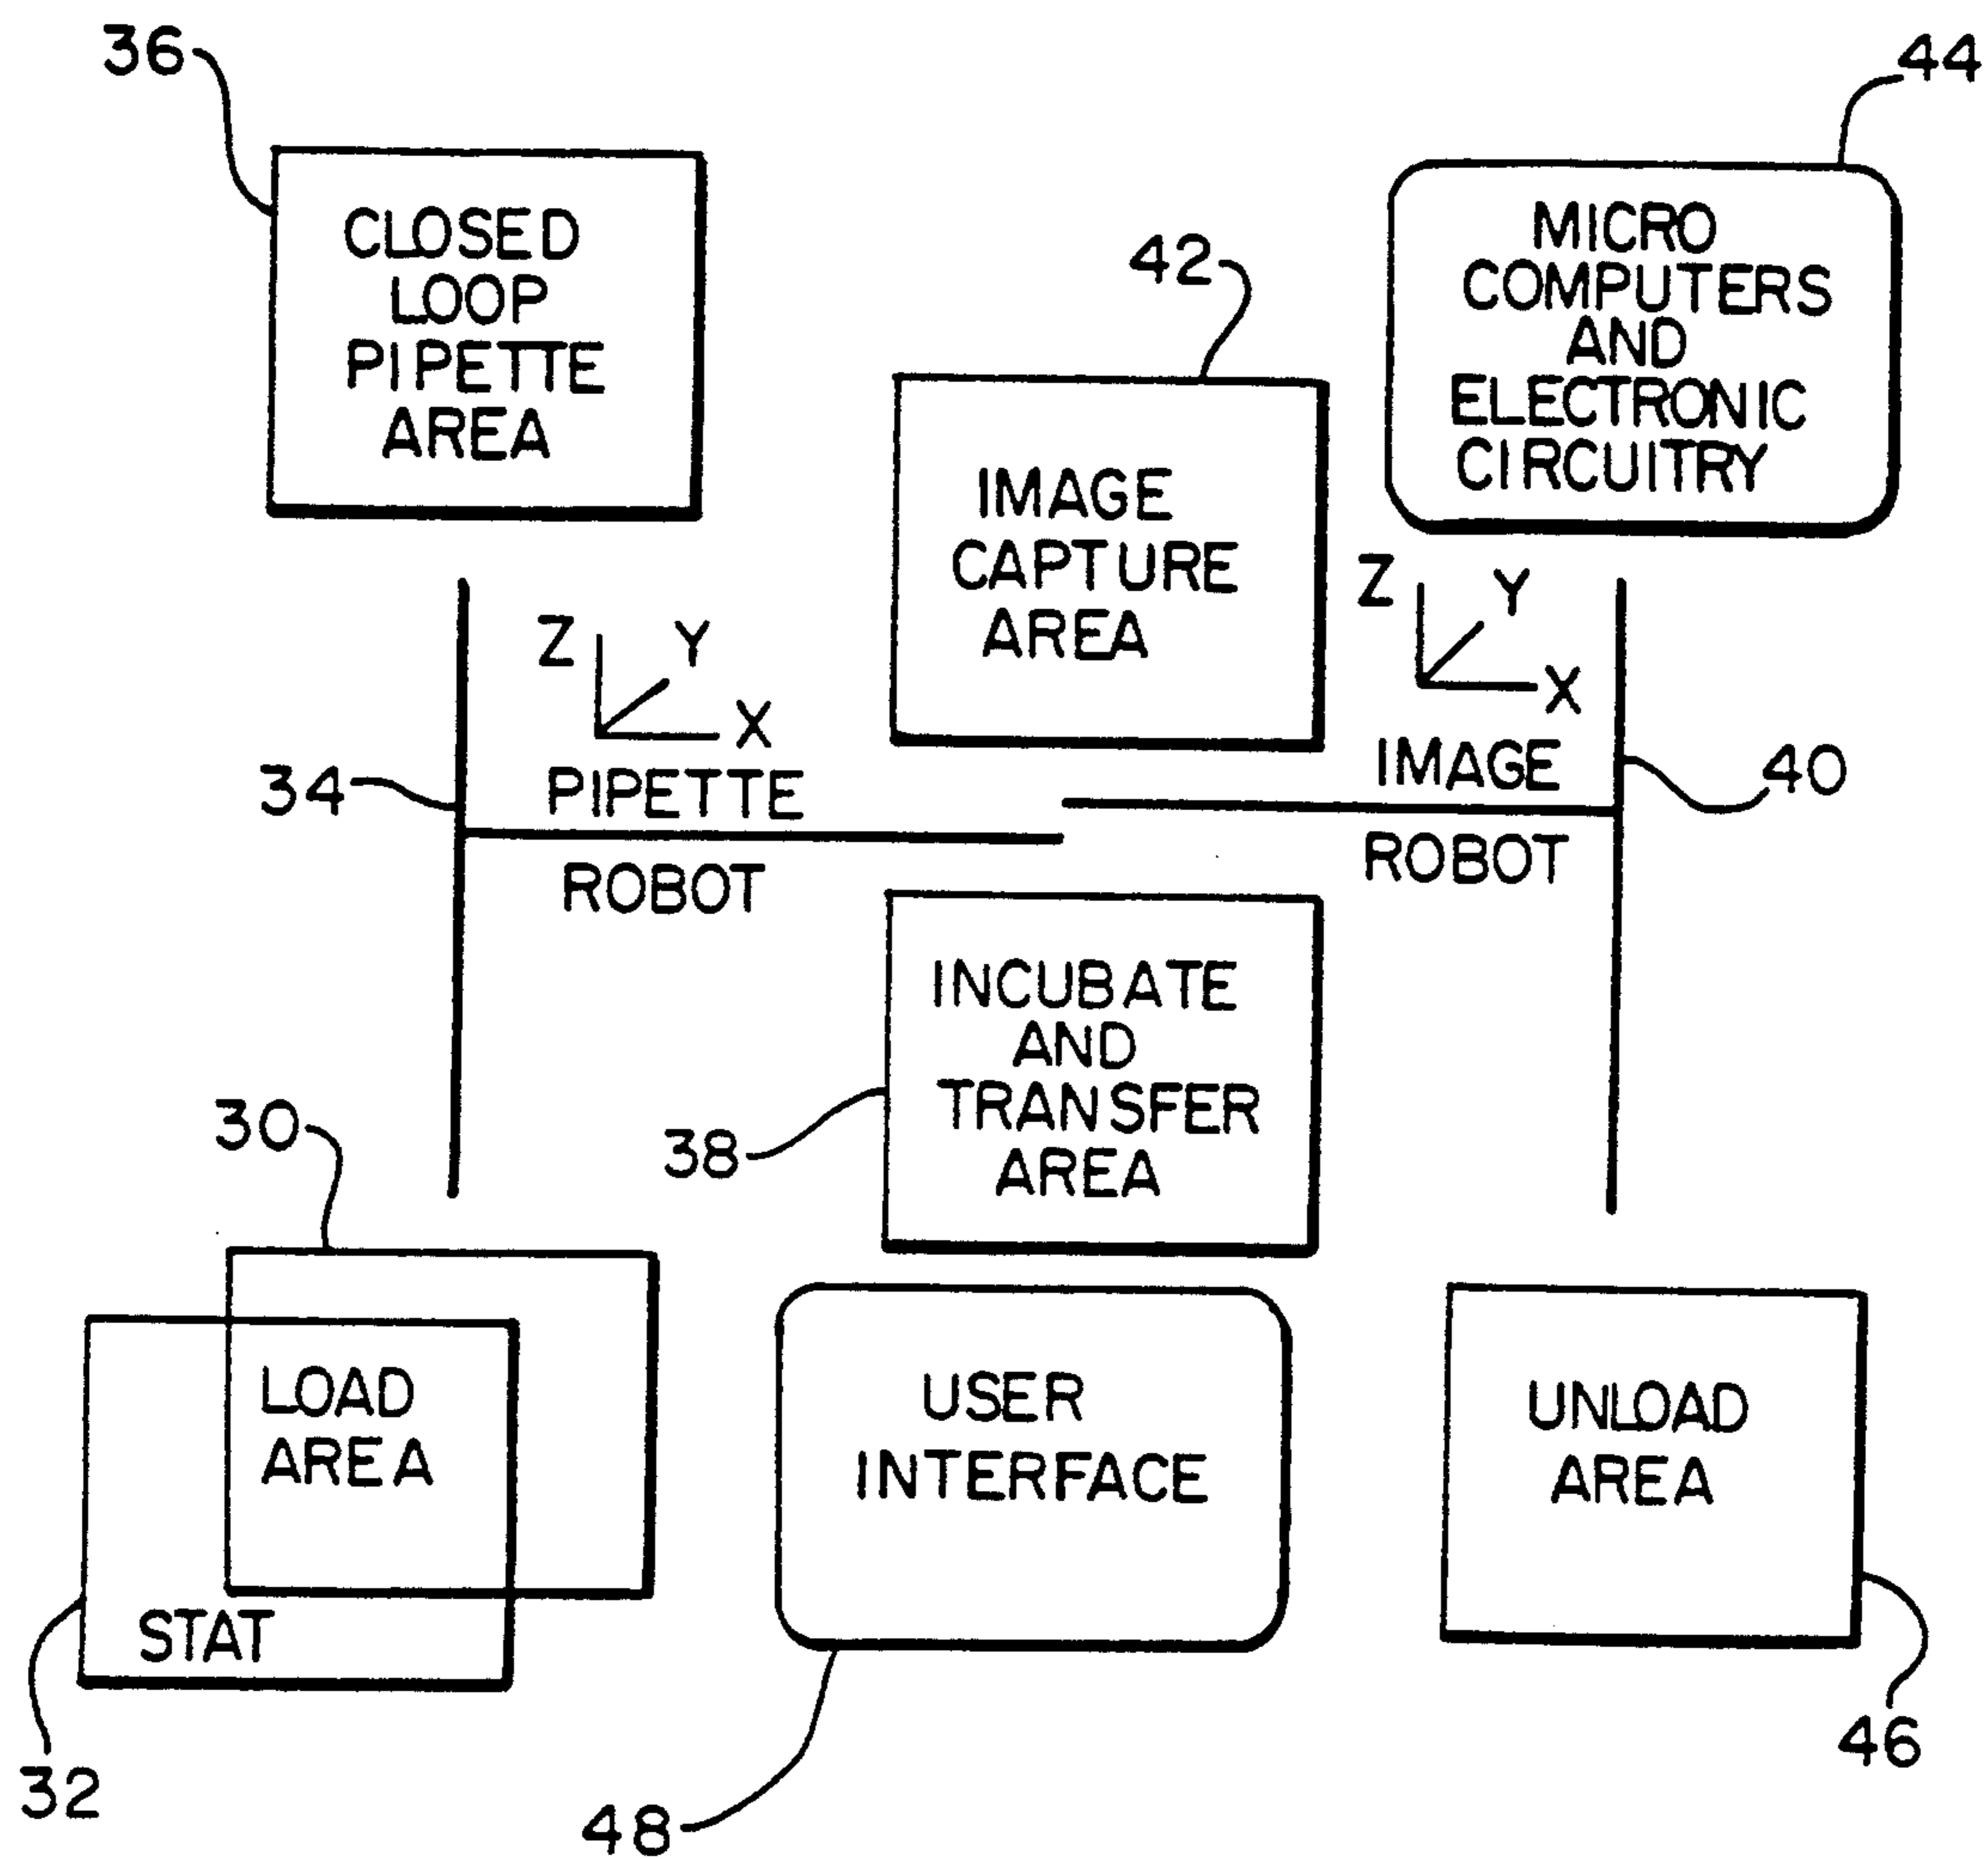 36
44
CLOSED
LOOP
PIPETTE
AREA
MICRO
COMPUTERS
AND
ELECTRONIC
CIRCUITRY
42
IMAGE
CAPTURE
AREA
Z Y
X
Z Y
X
34
PIPETTE
ROBOT
IMAGE
ROBOT
40
INCUBATE
AND
TRANSFER
AREA
38
30
LOAD
AREA
STAT
32
USER
INTERFACE
48
UNLOAD
AREA
46